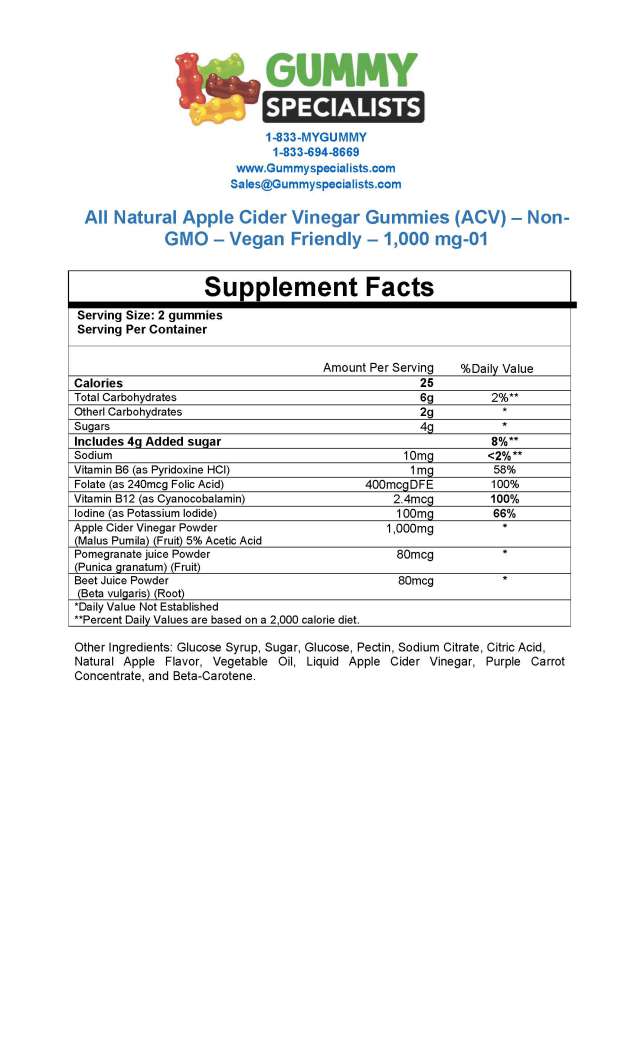 GUMMY
SPECIALISTS
1-833-MYGUMMY
1-833-694-8669
www.Gummyspecialists.com
Sales@Gummyspecialists.com
All Natural Apple Cider Vinegar Gummies (ACV) – Non-
GMO – Vegan Friendly – 1,000 mg-01
Supplement Facts
Serving Size: 2 gummies
Serving Per Container
Amount Per Serving %Daily Value
Calories 25
Total Carbohydrates 6g 2%**
Otherl Carbohydrates 2g *
Sugars 4g *
Includes 4g Added sugar 8%**
Sodium 10mg <2%**
Vitamin B6 (as Pyridoxine HCl) 1mg 58%
Folate (as 240mcg Folic Acid) 400mcgDFE 100%
Vitamin B12 (as Cyanocobalamin) 2.4mcg 100%
Iodine (as Potassium Iodide) 100mg 66%
Apple Cider Vinegar Powder 1,000mg *
(Malus Pumila) (Fruit) 5% Acetic Acid
Pomegranate juice Powder 80mcg *
(Punica granatum) (Fruit)
Beet Juice Powder 80mcg *
(Beta vulgaris) (Root)
*Daily Value Not Established
**Percent Daily Values are based on a 2,000 calorie diet.
Other Ingredients: Glucose Syrup, Sugar, Glucose, Pectin, Sodium Citrate, Citric Acid,
Natural Apple Flavor, Vegetable Oil, Liquid Apple Cider Vinegar, Purple Carrot
Concentrate, and Beta-Carotene.